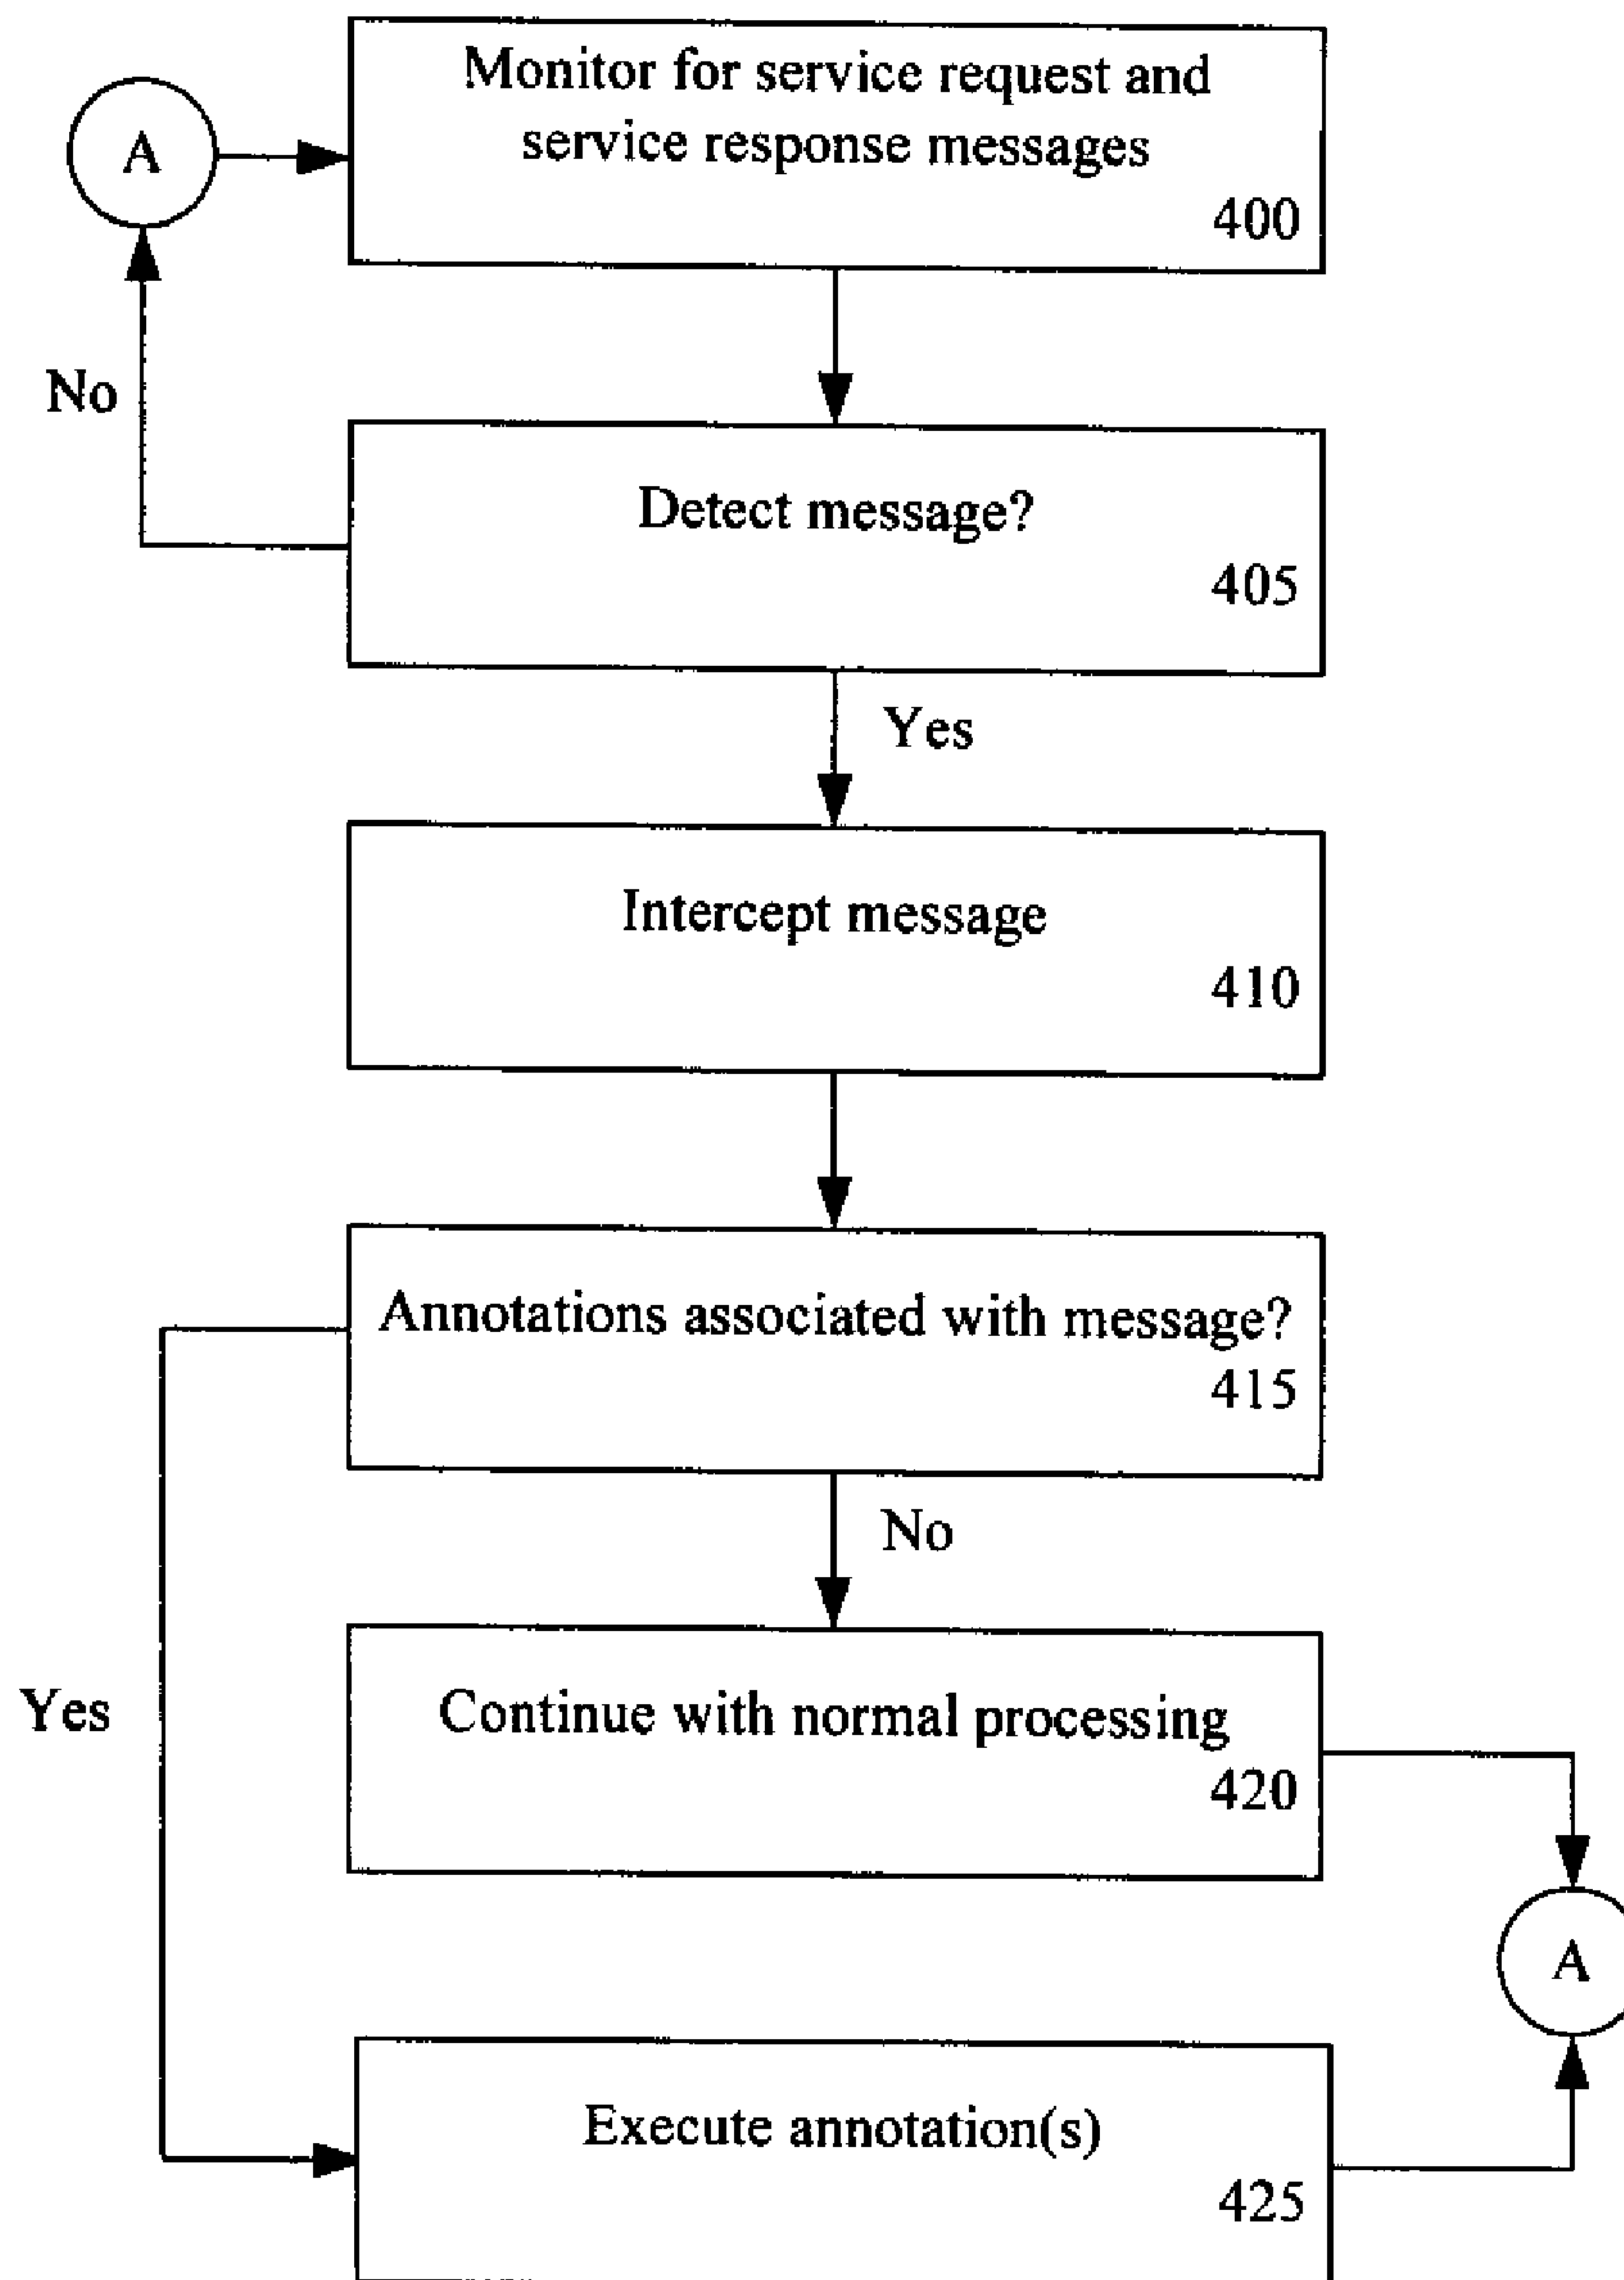 A
Monitor for service request and
service response messages
400
No
Detect message?
405
Yes
Intercept message
410
Annotations associated with message?
415
No
Yes
Continue with normal processing
420
A
Execute annotation(s)
425